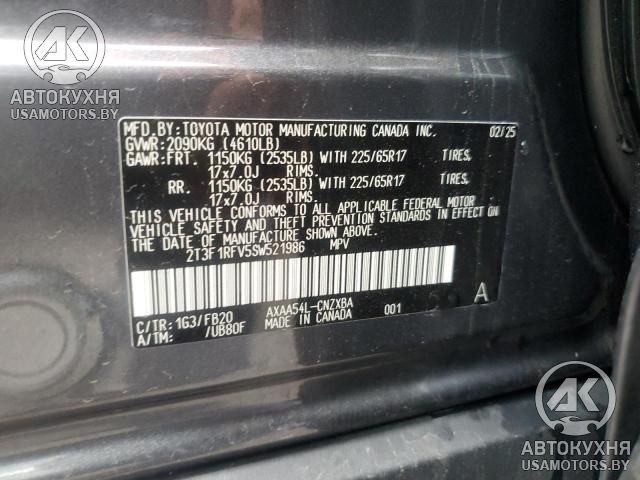 AK
АВТОКУХНЯ
USAMOTORS.BY
MFD.BY:TOYOTA MOTOR MANUFACTURING CANADA INC. 02/25
GVWR:2090KG (4610LB)
GAWR:FRT. 1150KG (2535LB) WITH 225/65R17 TIRES,
17x7.0J RIMS.
RR. 1150KG (2535LB) WITH 225/65R17 TIRES,
17x7.0J RIMS.
THIS VEHICLE CONFORMS TO ALL APPLICABLE FEDERAL MOTOR
VEHICLE SAFETY AND THEFT PREVENTION STANDARDS IN EFFECT ON
THE DATE OF MANUFACTURE SHOWN ABOVE.
2T3F1RFV5SW521986 MPV
A
C/TR: 1G3/FB20 AXAA54L-CNZXBA 001
A/TM: /UB80F MADE IN CANADA
AK
АВТОКУХНЯ
USAMOTORS.BY